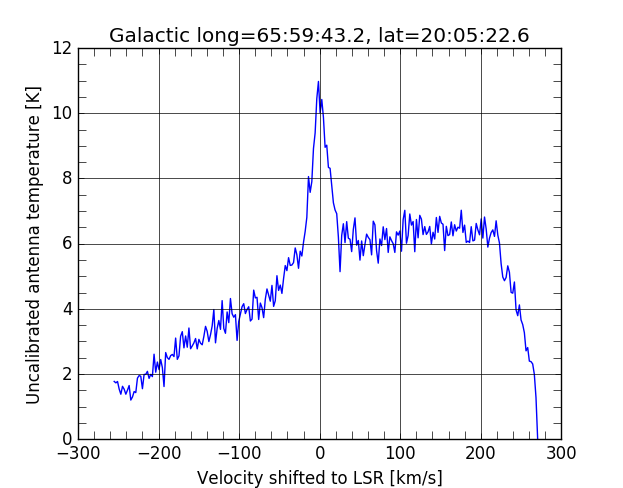 Galactic long=65:59:43.2, lat=20:05:22.6
12
10
8
6
4
2
0
Uncalibrated antenna temperature [K]
−300 −200 −100 0 100 200 300
Velocity shifted to LSR [km/s]